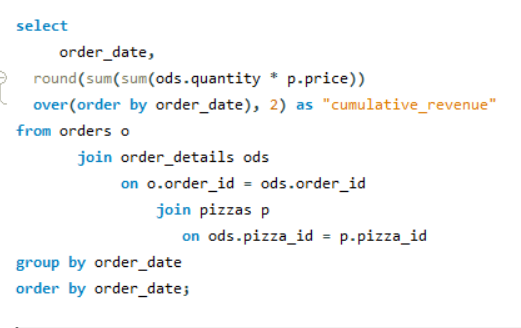 select
order_date,
round(sum(sum(ods.quantity * p.price))
over(order by order_date), 2) as "cumulative_revenue"
from orders o
join order_details ods
on o.order_id = ods.order_id
join pizzas p
on ods.pizza_id = p.pizza_id
group by order_date
order by order_date;